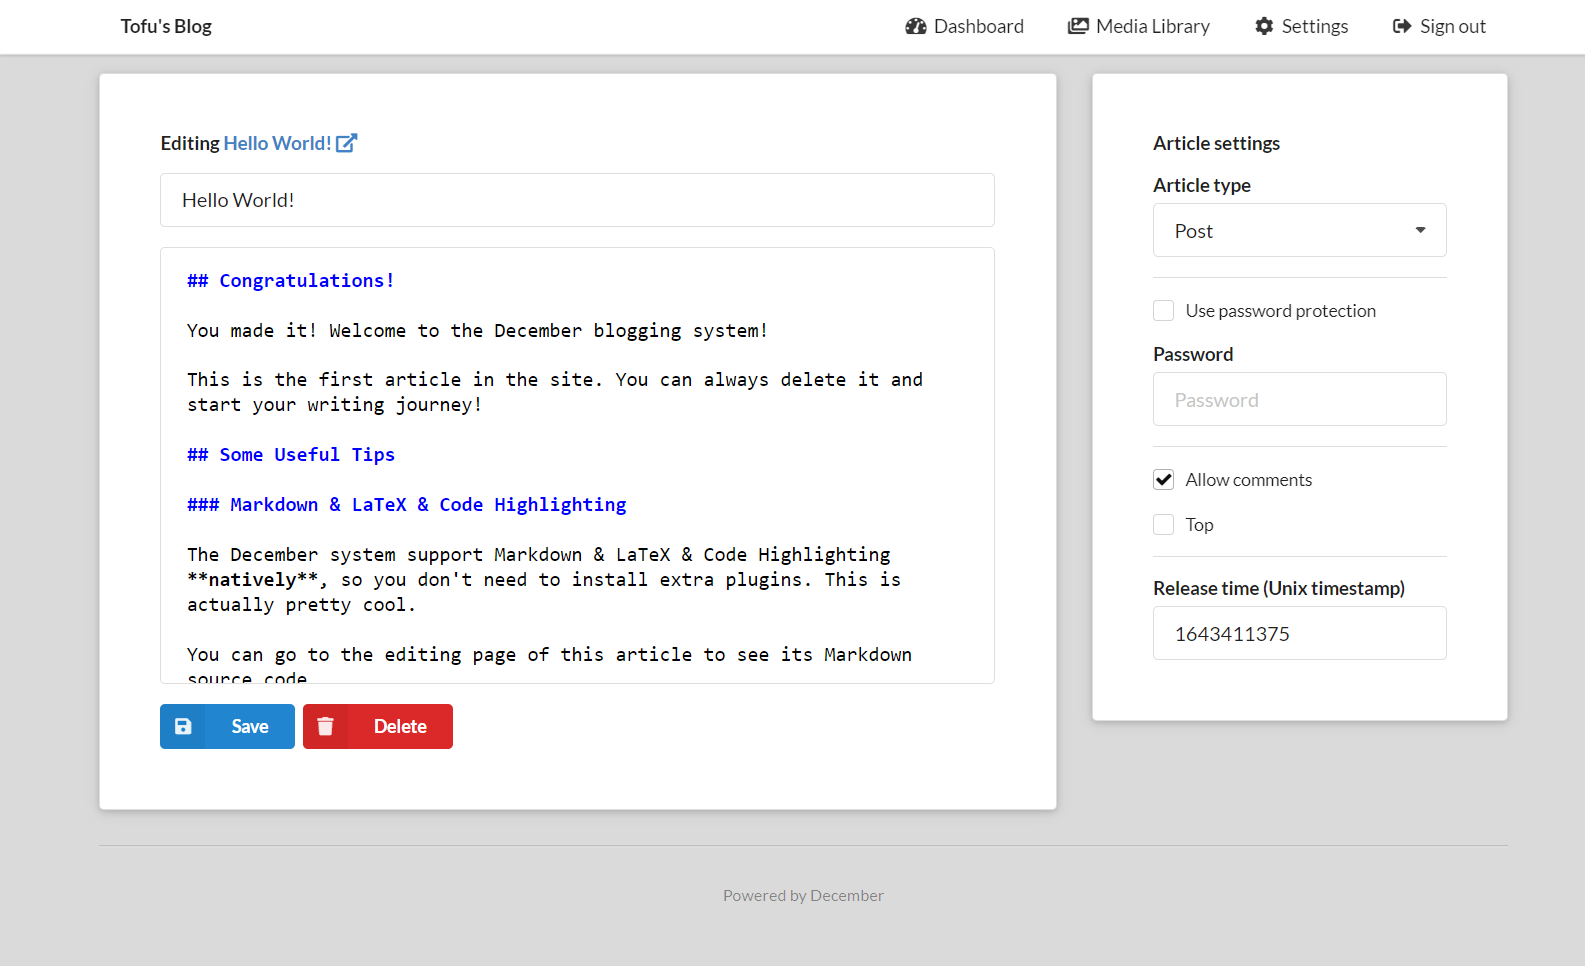 Tofu's Blog
Dashboard
Media Library
Settings
Sign out
Editing Hello World!
Hello World!
## Congratulations!
You made it! Welcome to the December blogging system!
This is the first article in the site. You can always delete it and
start your writing journey!
## Some Useful Tips
### Markdown & LaTeX & Code Highlighting
The December system support Markdown & LaTeX & Code Highlighting
**natively**, so you don't need to install extra plugins. This is
actually pretty cool.
You can go to the editing page of this article to see its Markdown
source code
Save
Delete
Article settings
Article type
Post
Use password protection
Password
Password
Allow comments
Top
Release time (Unix timestamp)
1643411375
Powered by December